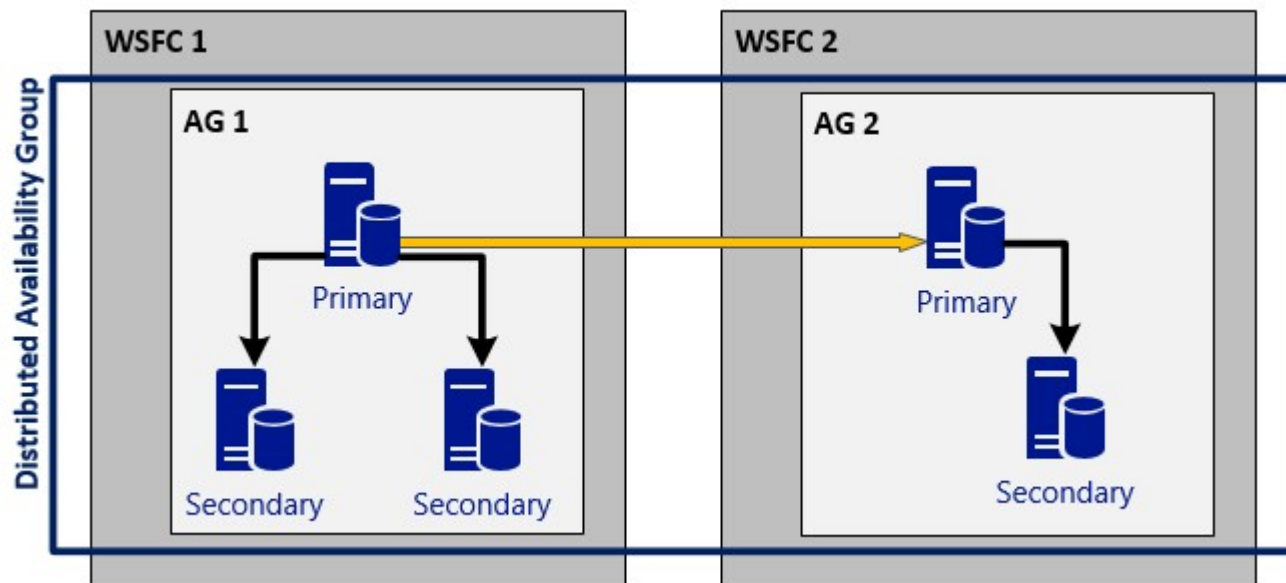 WSFC 1
WSFC 2
Distributed Availability Group
AG 1
AG 2
Primary
Primary
Secondary
Secondary
Secondary